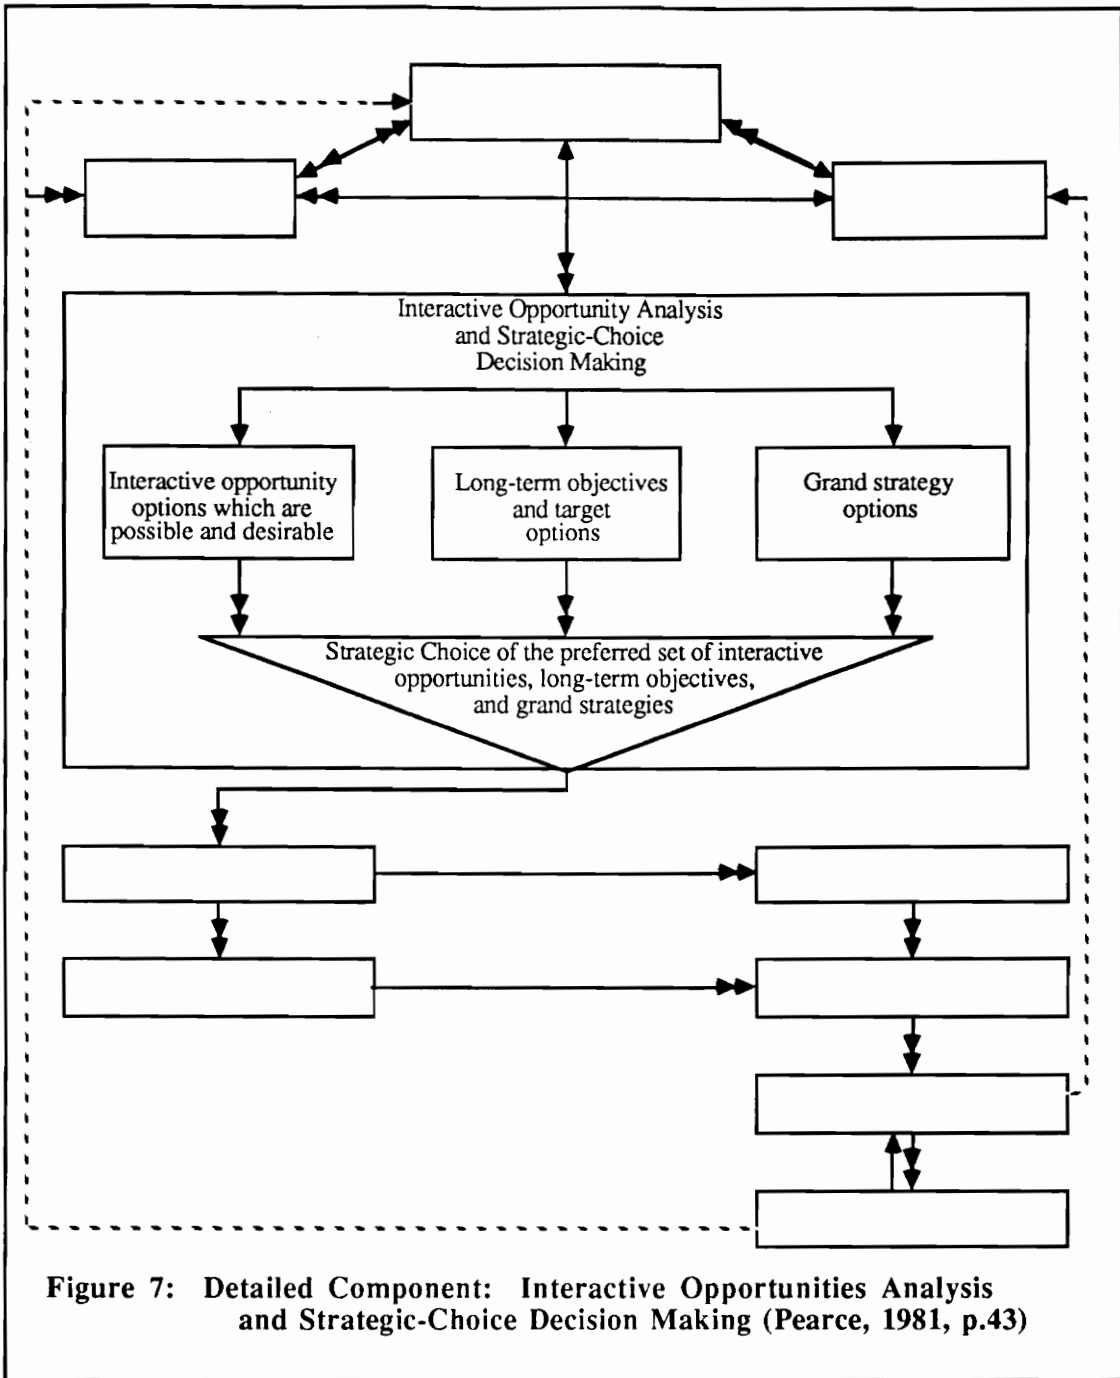 Interactive Opportunity Analysis
and Strategic-Choice
Decision Making
Interactive opportunity
options which are
possible and desirable
Long-term objectives
and target
options
Grand strategy
options
Strategic Choice of the preferred set of interactive
opportunities, long-term objectives,
and grand strategies
Figure 7: Detailed Component: Interactive Opportunities Analysis
and Strategic-Choice Decision Making (Pearce, 1981, p.43)